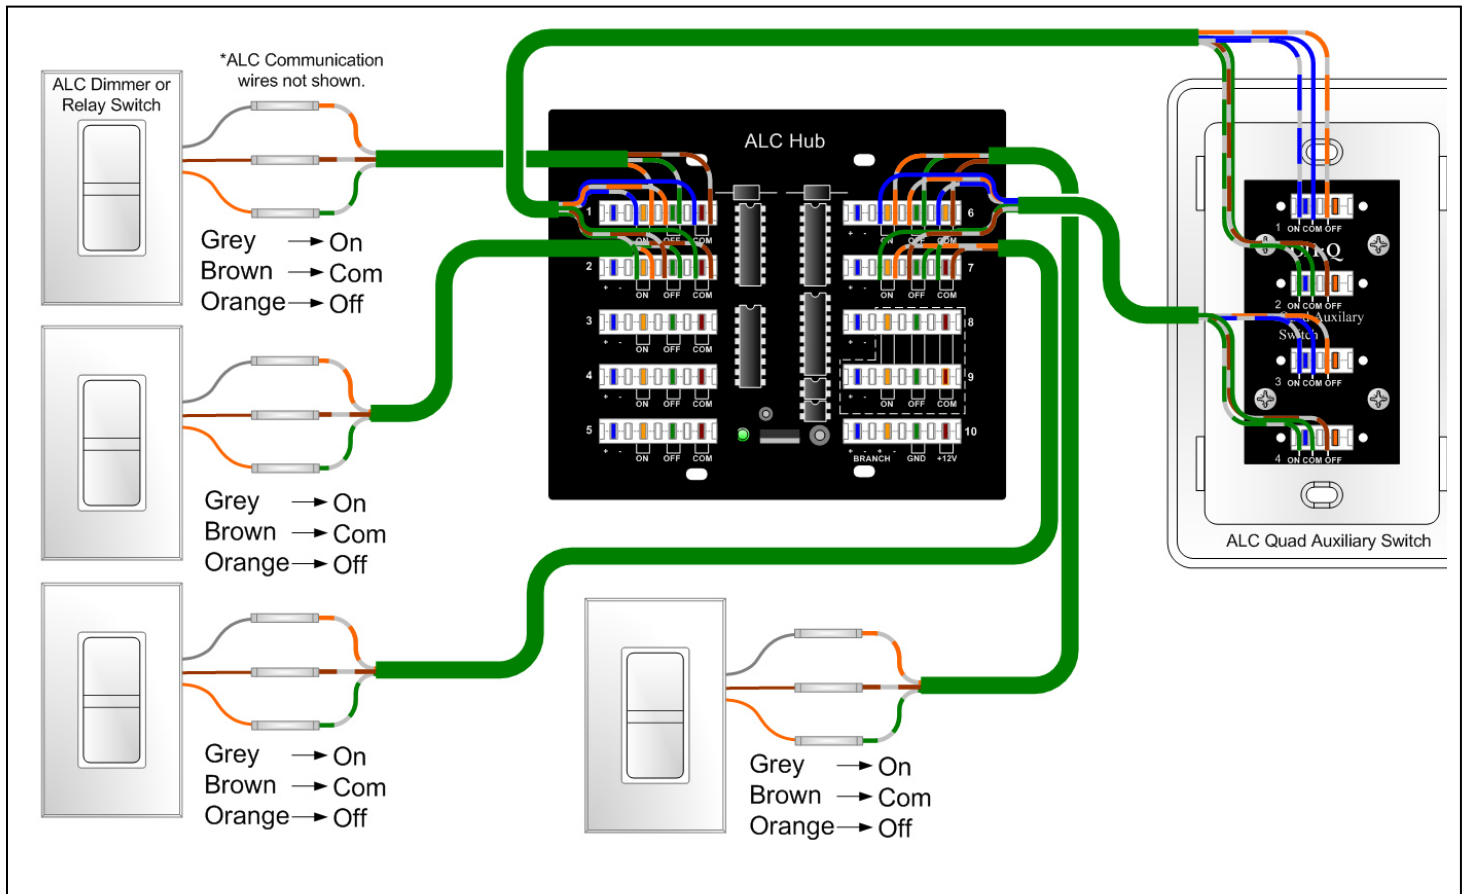 *ALC Communication
wires not shown.
ALC Dimmer or
Relay Switch
Grey → On
Brown → Com
Orange → Off
Grey → On
Brown → Com
Orange → Off
Grey → On
Brown → Com
Orange → Off
Grey → On
Brown → Com
Orange → Off
ALC Hub
1
ON OFF COM
2
+ - ON OFF COM
3
ON OFF COM
4
+ - ON OFF COM
5
+ - ON OFF COM
6
+ - ON OFF COM
7
+ - ON OFF COM
8
+ -
9
+ - ON OFF COM
10
+ - + -
BRANCH GND +12V
1 ON COM OFF
2 ON COM OFF
Auxilary
Switch
3 ON COM OFF
4 ON COM OFF
ALC Quad Auxiliary Switch